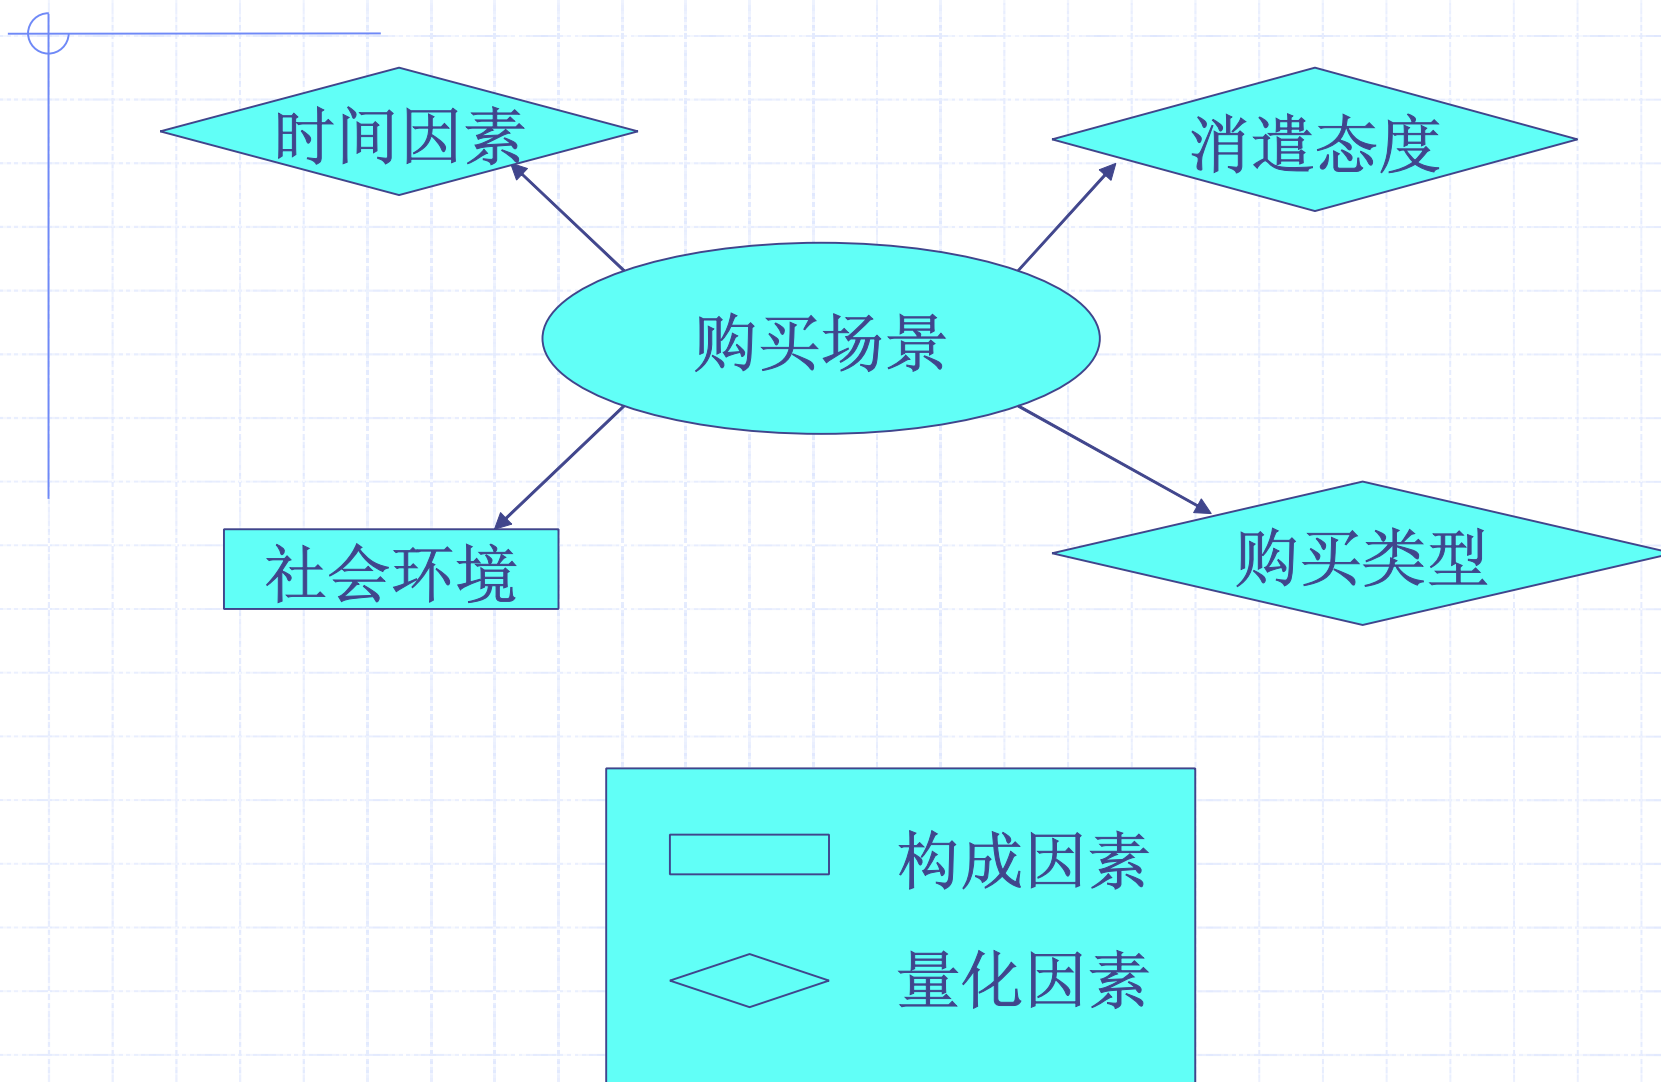 时间因素
消遣态度
购买场景
社会环境
购买类型
构成因素
量化因素